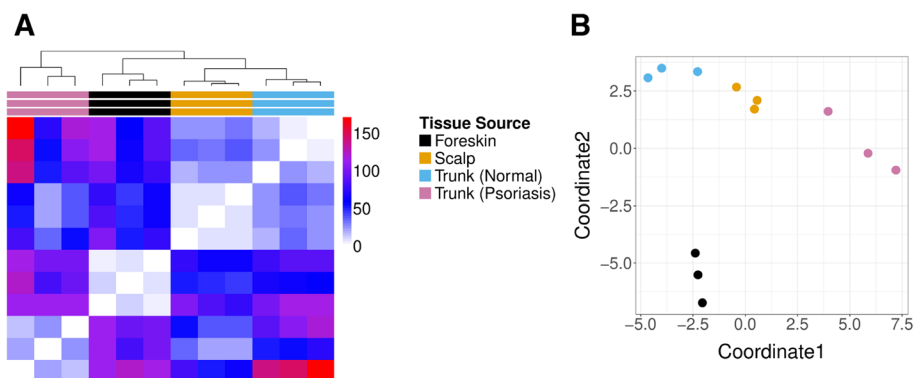 A
150
100
50
0
Tissue Source
Foreskin
Scalp
Trunk (Normal)
Trunk (Psoriasis)
B
Coordinate2
2.5
0.0
−2.5
−5.0
−5.0 −2.5 0.0 2.5 5.0 7.5
Coordinate1